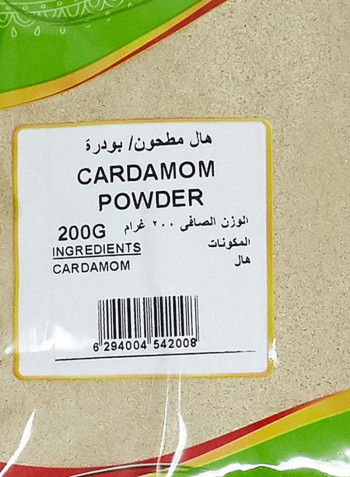 هال مطحون/ بودرة
CARDAMOM
POWDER
200G الوزن الصافى ٢٠٠ غرام
INGREDIENTS المكونات
CARDAMOM هال
6 294004 542008